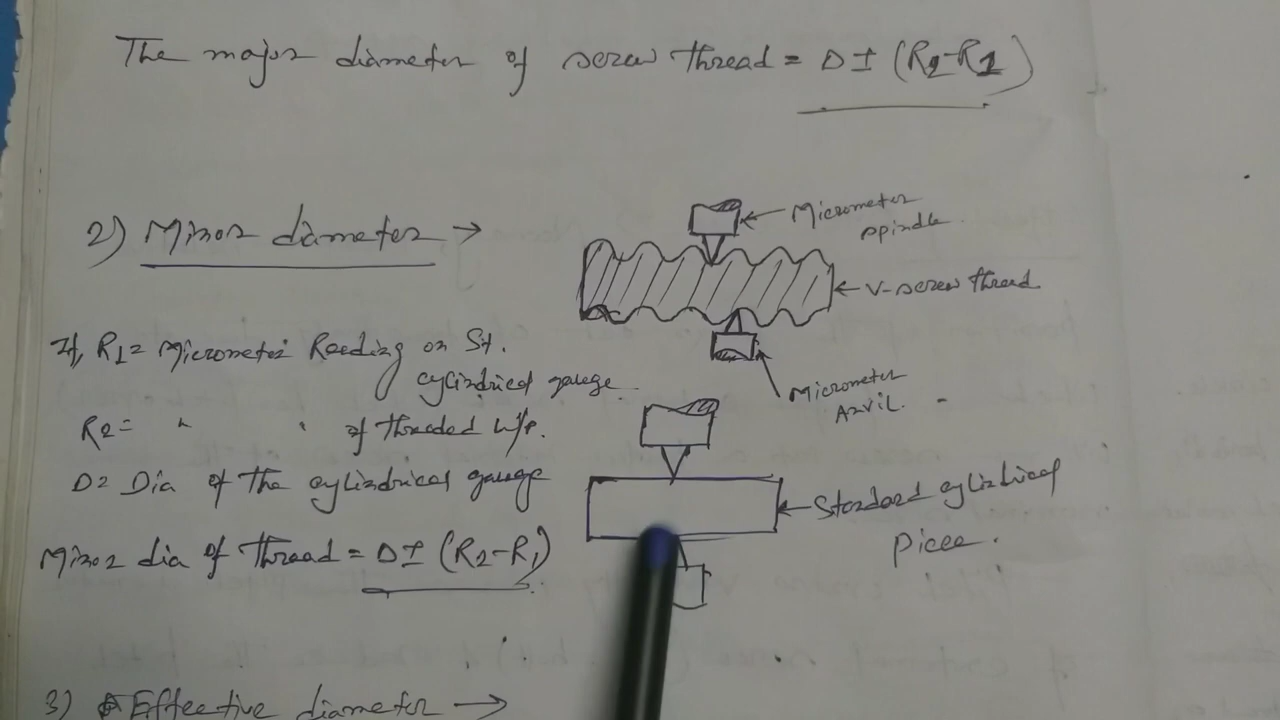 The major diameter of screw thread = D ± (R2-R1)
2) Minor diameter →
Micrometer spindle
V-screw thread
Micrometer Anvil.
If, R1= Micrometer Reading on St. cylindrical gauge.
R2= " " of threaded W/P.
D= Dia of the cylindrical gauge
Minor dia of thread = D± (R2-R1)
Standard cylindrical piece.
3) Effective diameter →